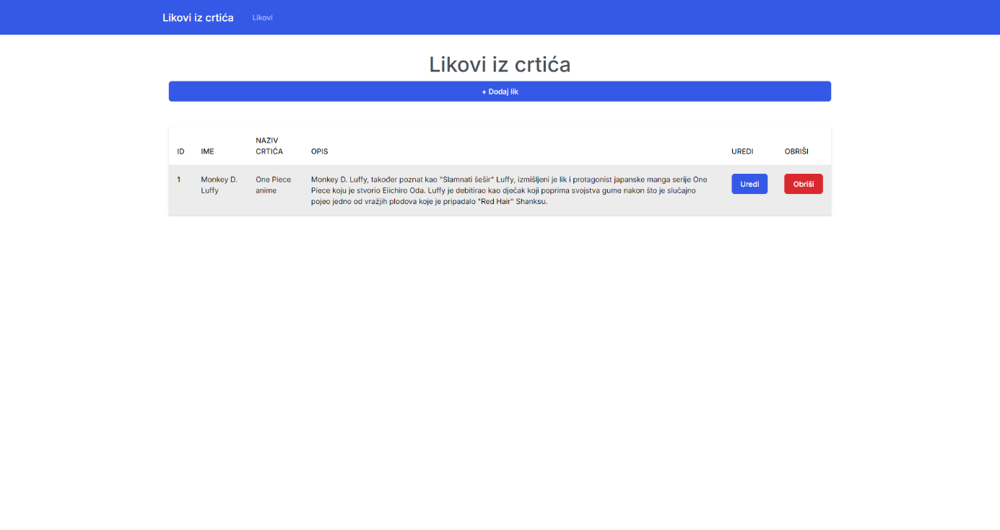 Likovi iz crtića Likovi
Likovi iz crtića
+ Dodaj lik
NAZIV
ID IME CRTIĆA OPIS UREDI OBRIŠI
1 Monkey D. One Piece Monkey D. Luffy, također poznat kao "Slamnati šešir" Luffy, izmišljeni je lik i protagonist japanske manga serije One Uredi Obriši
Luffy anime Piece koju je stvorio Eiichiro Oda. Luffy je debitirao kao dječak koji poprima svojstva gume nakon što je slučajno
pojeo jedno od vražjih plodova koje je pripadalo "Red Hair" Shanksu.